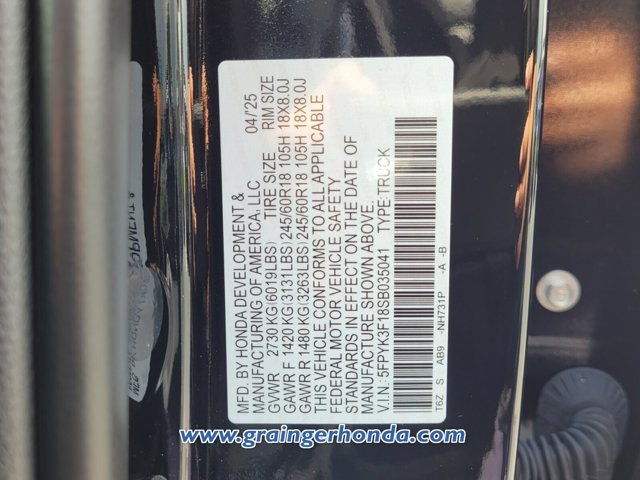 MFD. BY HONDA DEVELOPMENT &
MANUFACTURING OF AMERICA, LLC 04/'25
GVWR 2730 KG(6019LBS) TIRE SIZE RIM SIZE
GAWR F 1420 KG(3131LBS) 245/60R18 105H 18X8.0J
GAWR R 1480 KG(3263LBS) 245/60R18 105H 18X8.0J
THIS VEHICLE CONFORMS TO ALL APPLICABLE
FEDERAL MOTOR VEHICLE SAFETY
STANDARDS IN EFFECT ON THE DATE OF
MANUFACTURE SHOWN ABOVE.
V.I.N.: 5FPYK3F18SB035041 TYPE:TRUCK
T6Z S AB9 -NH731P -A -B
www.graingerhonda.com